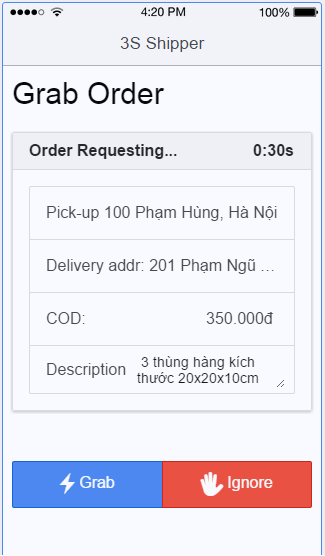 4:20 PM 100%
3S Shipper
Grab Order
Order Requesting... 0:30s
Pick-up 100 Phạm Hùng, Hà Nội
Delivery addr: 201 Phạm Ngũ ...
COD: 350.000đ
Description 3 thùng hàng kích
thước 20x20x10cm
Grab Ignore